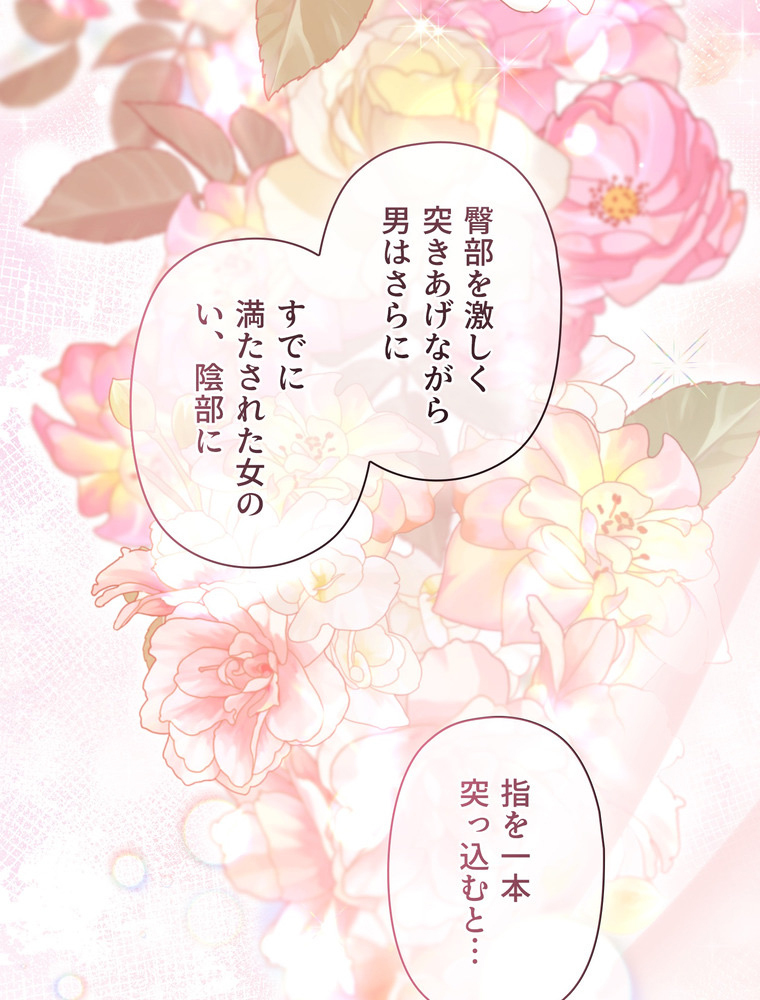 臀部を激しく
突きあげながら
男はさらに
すでに
満たされた女の
い、陰部に
指を一本
突っ込むと…